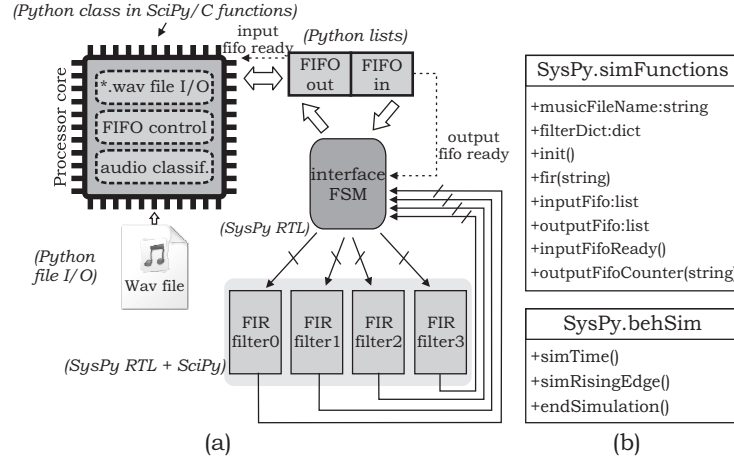 (Python class in SciPy/C functions)
input
fifo ready
(Python lists)
FIFO
out
FIFO
in
Processor core
*.wav file I/O
FIFO control
audio classif.
output
fifo ready
interface
FSM
(SysPy RTL)
(Python
file I/O)
Wav file
FIR
filter0
FIR
filter1
FIR
filter2
FIR
filter3
(SysPy RTL + SciPy)
(a)
SysPy.simFunctions
+musicFileName:string
+filterDict:dict
+init()
+fir(string)
+inputFifo:list
+outputFifo:list
+inputFifoReady()
+outputFifoCounter(string)
SysPy.behSim
+simTime()
+simRisingEdge()
+endSimulation()
(b)